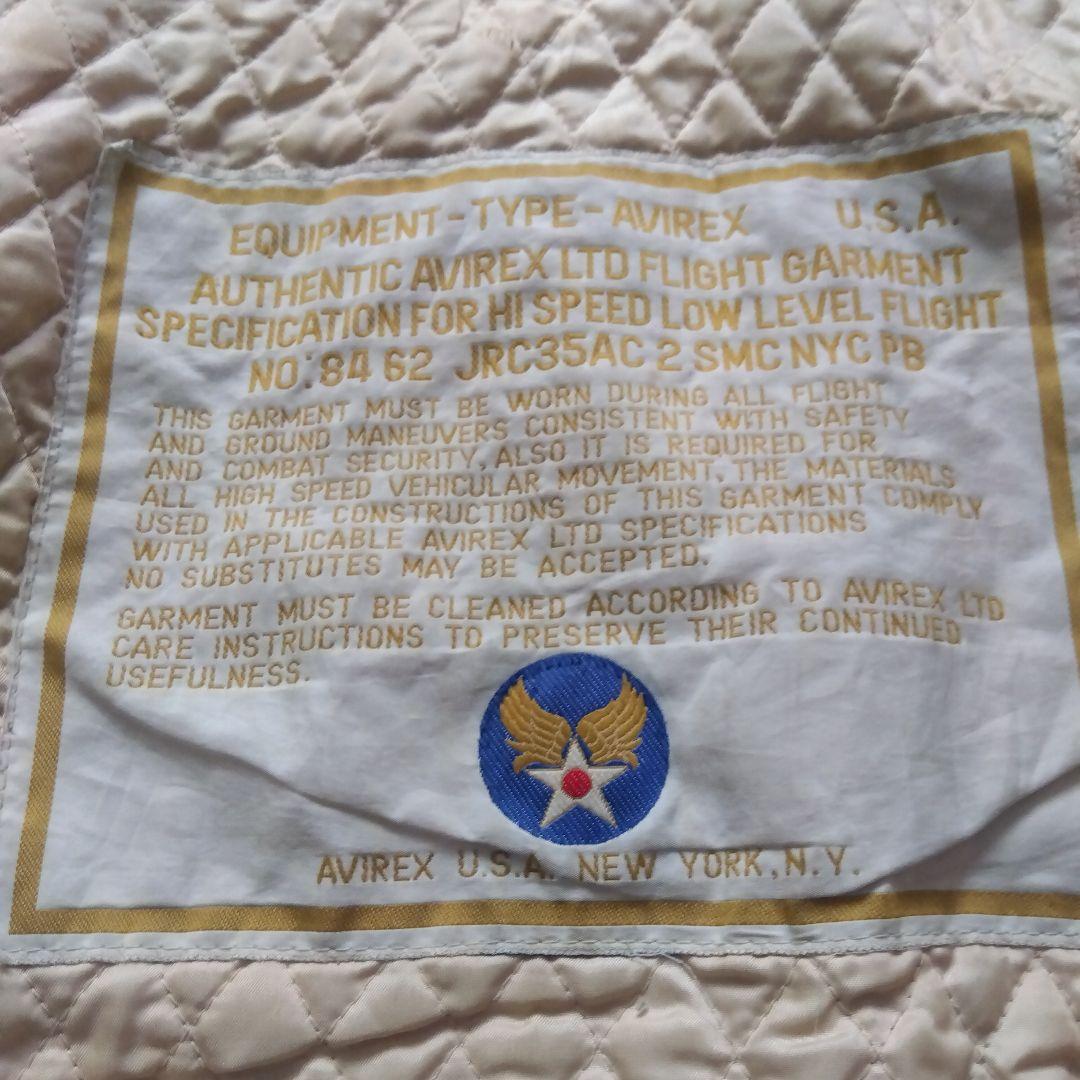 EQUIPMENT-TYPE-AVIREX U.S.A.
AUTHENTIC AVIREX LTD FLIGHT GARMENT
SPECIFICATION FOR HI SPEED LOW LEVEL FLIGHT
NO:84 62 JRC35AC 2 SMC NYC PB
THIS GARMENT MUST BE WORN DURING ALL FLIGHT
AND GROUND MANEUVERS CONSISTENT WITH SAFETY
AND COMBAT SECURITY, ALSO IT IS REQUIRED FOR
ALL HIGH SPEED VEHICULAR MOVEMENT, THE MATERIALS
USED IN THE CONSTRUCTIONS OF THIS GARMENT COMPLY
WITH APPLICABLE AVIREX LTD SPECIFICATIONS
NO SUBSTITUTES MAY BE ACCEPTED.
GARMENT MUST BE CLEANED ACCORDING TO AVIREX LTD
CARE INSTRUCTIONS TO PRESERVE THEIR CONTINUED
USEFULNESS.
AVIREX U.S.A. NEW YORK, N.Y.